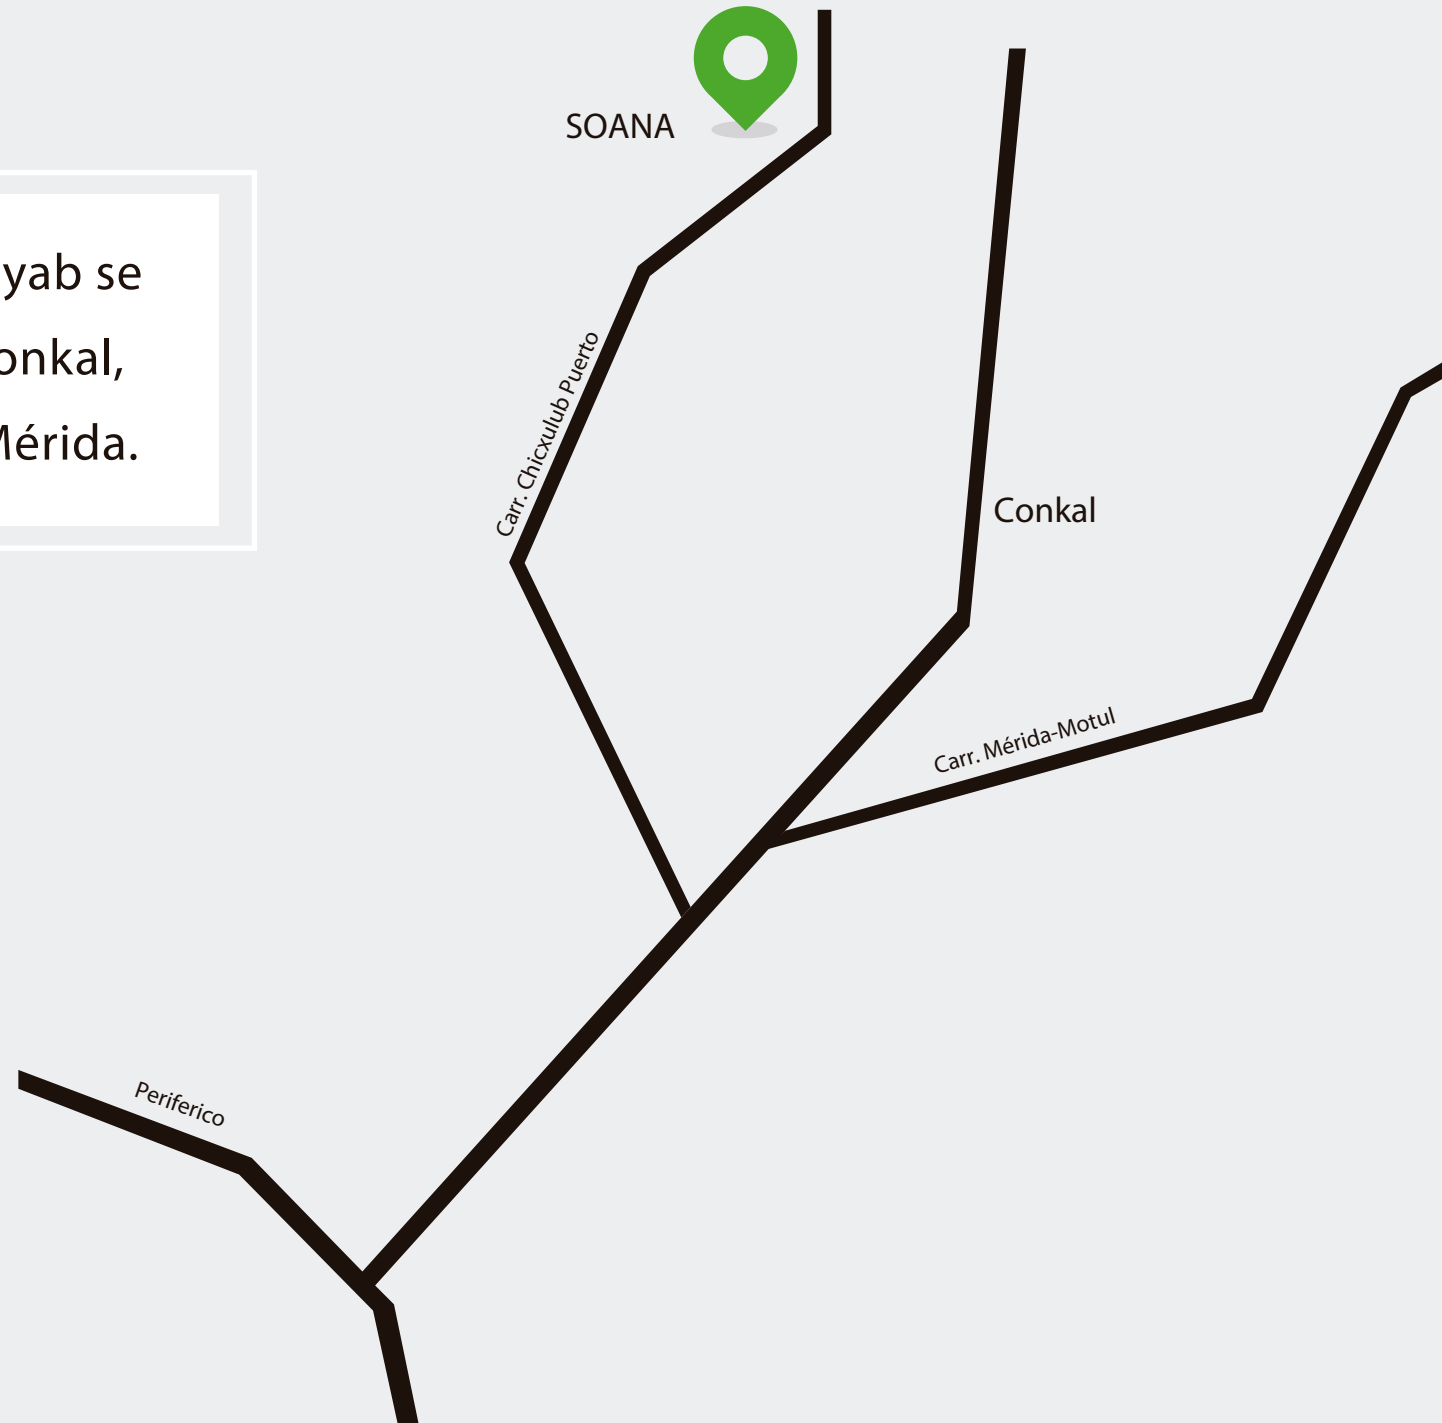 SOANA
yab se
onkal,
Mérida.
Carr. Chicxulub Puerto
Conkal
Carr. Mérida-Motul
Periferico